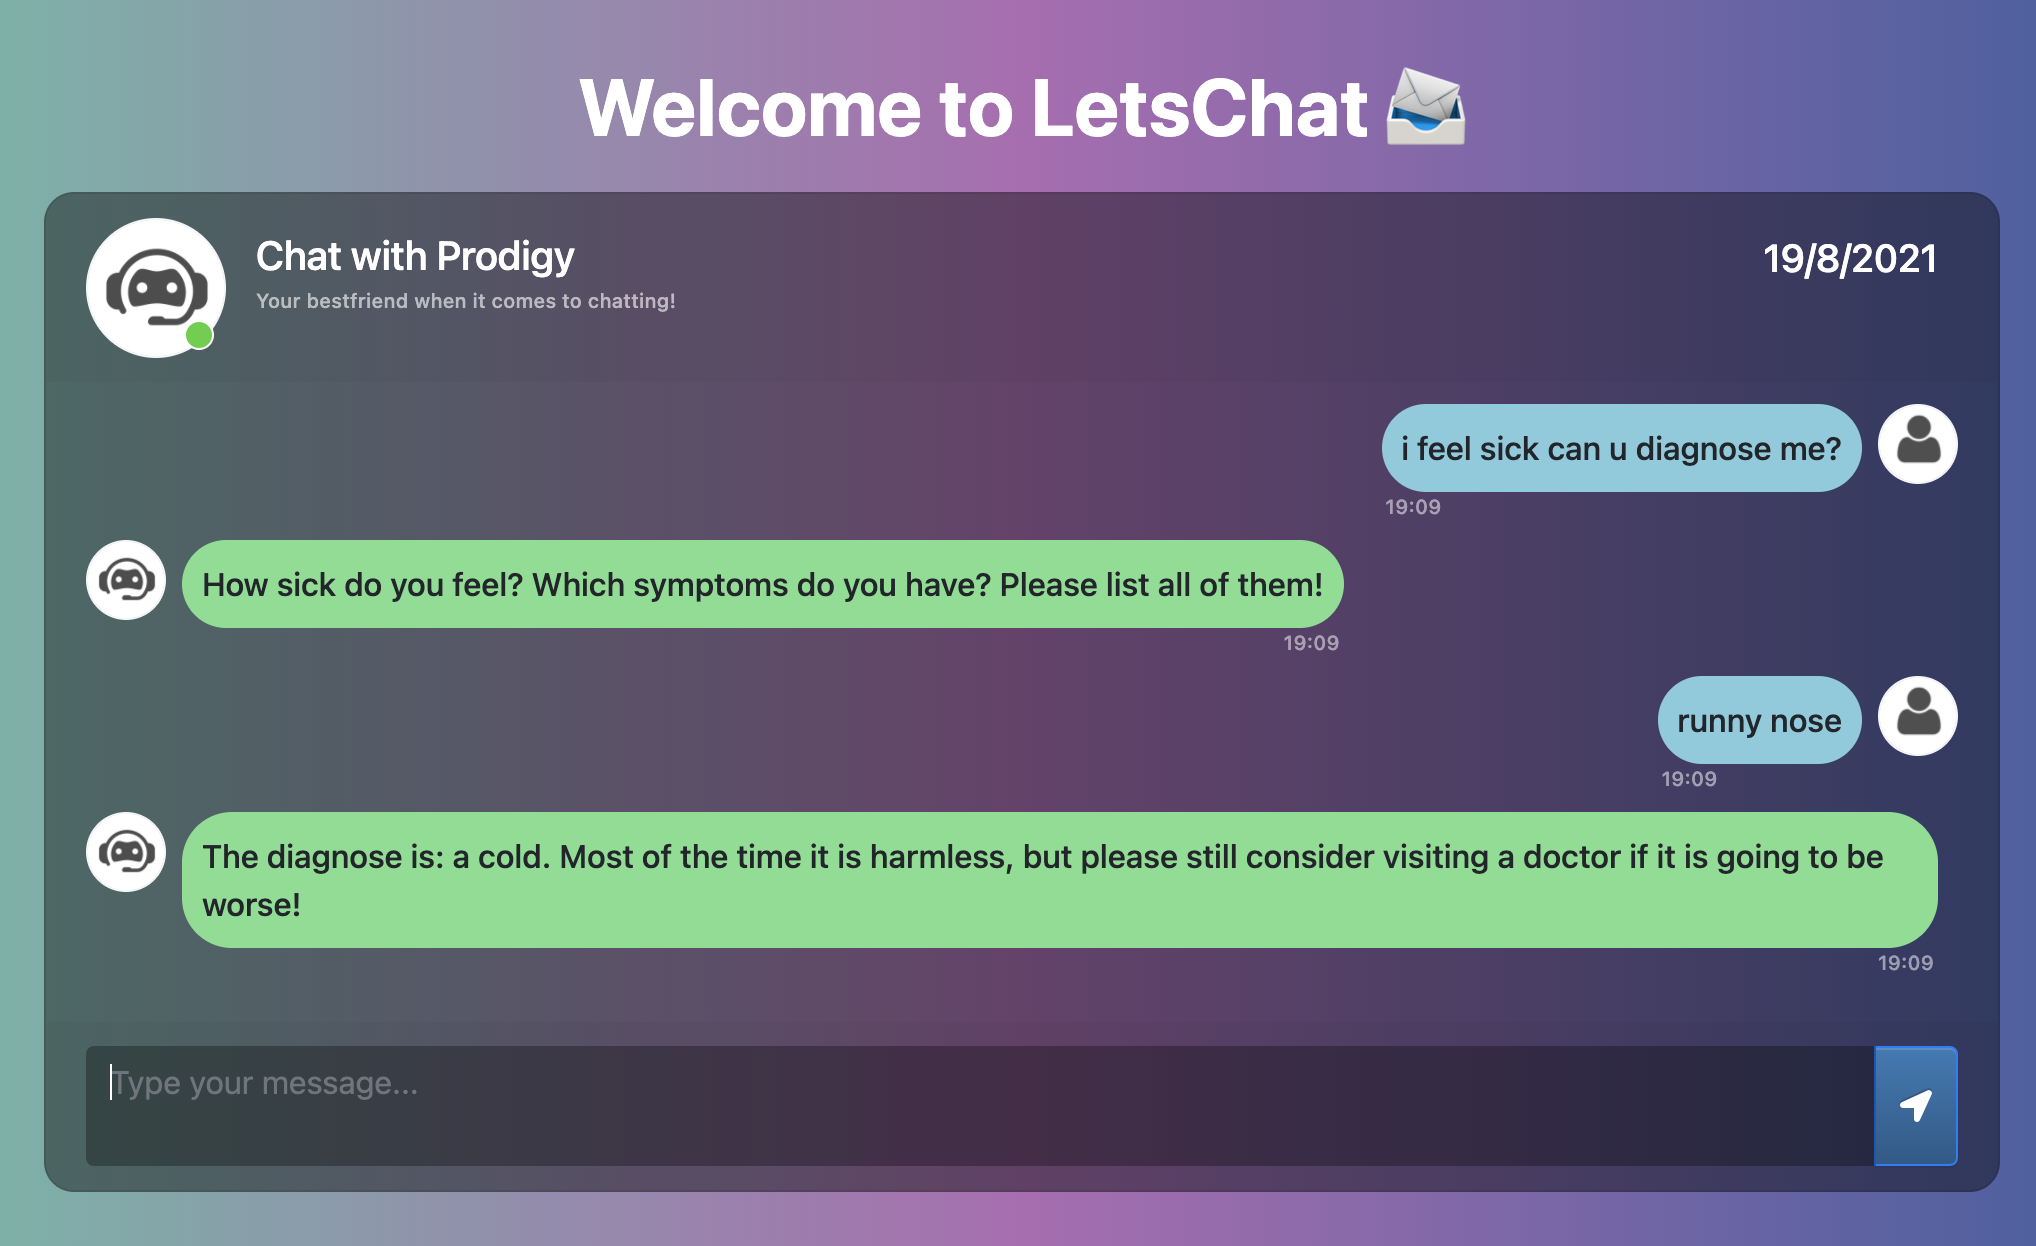 Welcome to LetsChat
Chat with Prodigy
19/8/2021
Your bestfriend when it comes to chatting!
i feel sick can u diagnose me?
19:09
How sick do you feel? Which symptoms do you have? Please list all of them!
19:09
runny nose
19:09
The diagnose is: a cold. Most of the time it is harmless, but please still consider visiting a doctor if it is going to be
worse!
19:09
Type your message...